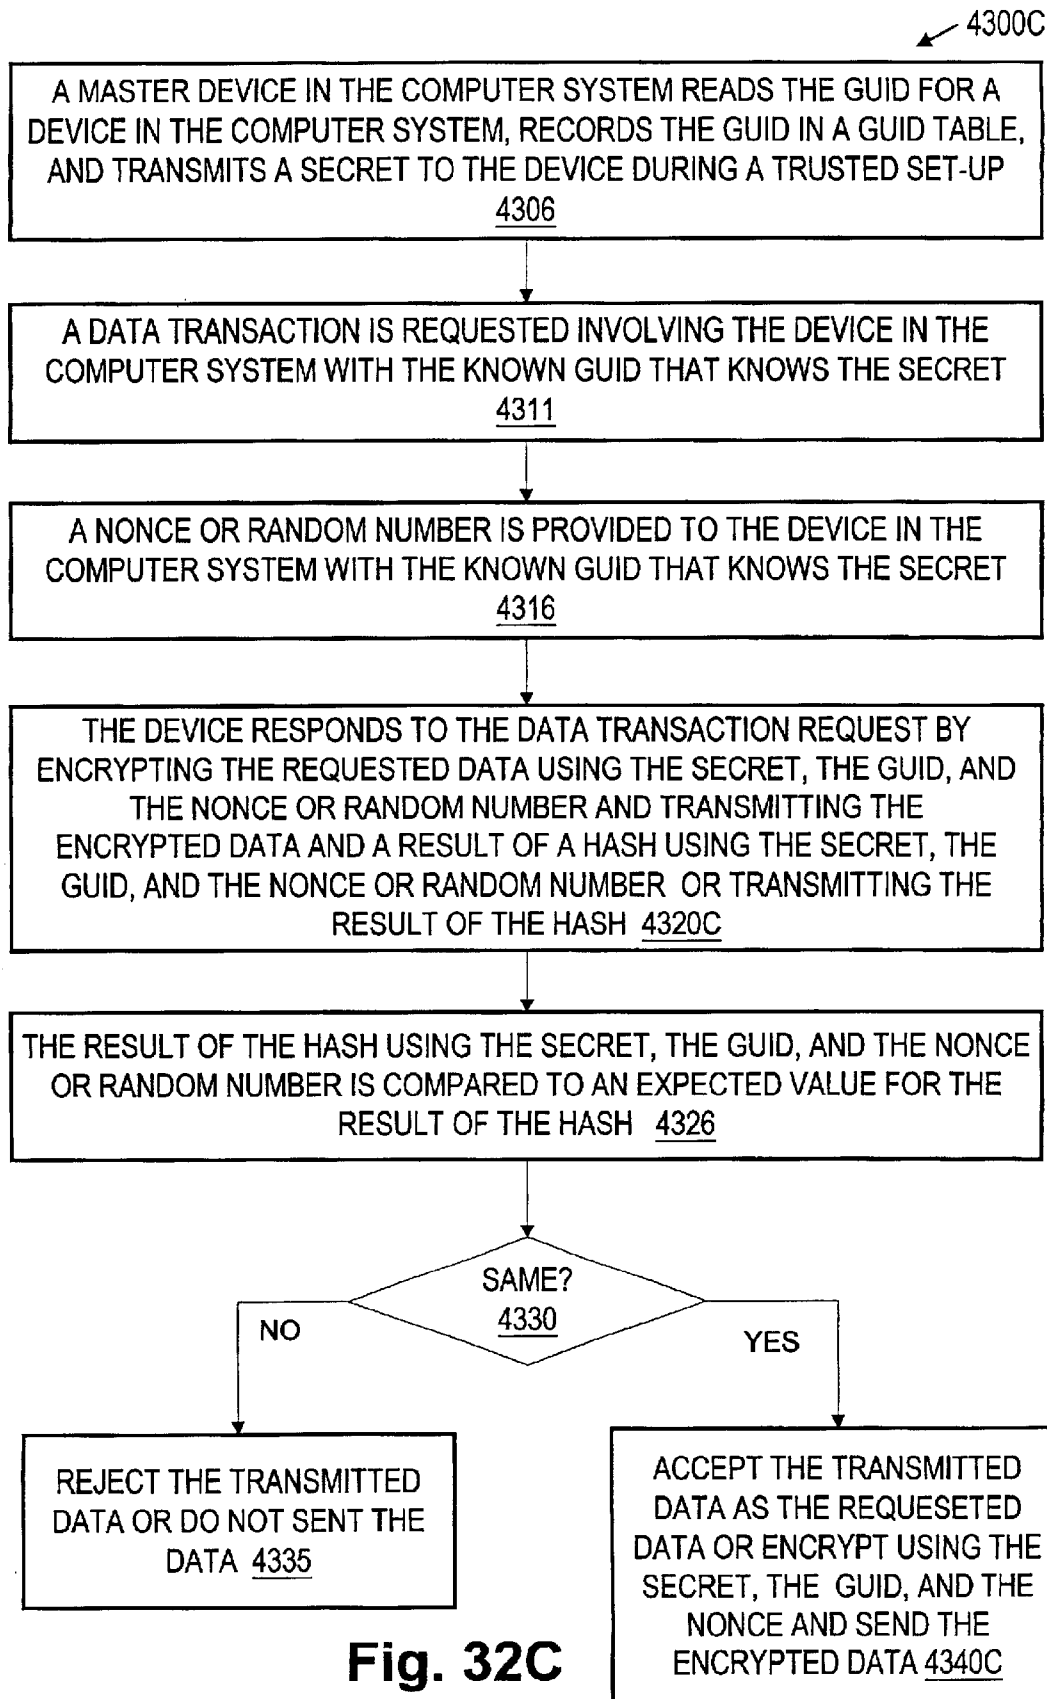 4300C
A MASTER DEVICE IN THE COMPUTER SYSTEM READS THE GUID FOR A
DEVICE IN THE COMPUTER SYSTEM, RECORDS THE GUID IN A GUID TABLE,
AND TRANSMITS A SECRET TO THE DEVICE DURING A TRUSTED SET-UP
4306
A DATA TRANSACTION IS REQUESTED INVOLVING THE DEVICE IN THE
COMPUTER SYSTEM WITH THE KNOWN GUID THAT KNOWS THE SECRET
4311
A NONCE OR RANDOM NUMBER IS PROVIDED TO THE DEVICE IN THE
COMPUTER SYSTEM WITH THE KNOWN GUID THAT KNOWS THE SECRET
4316
THE DEVICE RESPONDS TO THE DATA TRANSACTION REQUEST BY
ENCRYPTING THE REQUESTED DATA USING THE SECRET, THE GUID, AND
THE NONCE OR RANDOM NUMBER AND TRANSMITTING THE
ENCRYPTED DATA AND A RESULT OF A HASH USING THE SECRET, THE
GUID, AND THE NONCE OR RANDOM NUMBER OR TRANSMITTING THE
RESULT OF THE HASH 4320C
THE RESULT OF THE HASH USING THE SECRET, THE GUID, AND THE NONCE
OR RANDOM NUMBER IS COMPARED TO AN EXPECTED VALUE FOR THE
RESULT OF THE HASH 4326
SAME?
4330
NO
YES
REJECT THE TRANSMITTED
DATA OR DO NOT SENT THE
DATA 4335
ACCEPT THE TRANSMITTED
DATA AS THE REQUESETED
DATA OR ENCRYPT USING THE
SECRET, THE GUID, AND THE
NONCE AND SEND THE
ENCRYPTED DATA 4340C
Fig. 32C